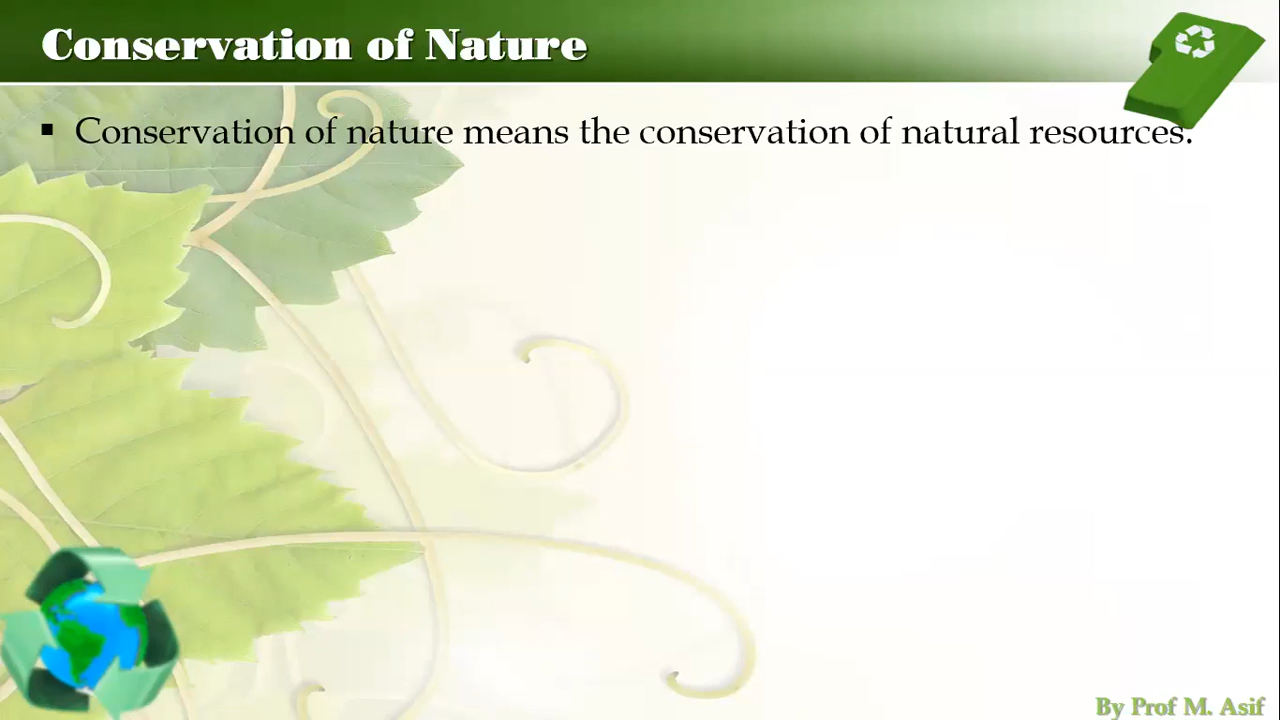 Conservation of Nature
▪ Conservation of nature means the conservation of natural resources.
By Prof M. Asif